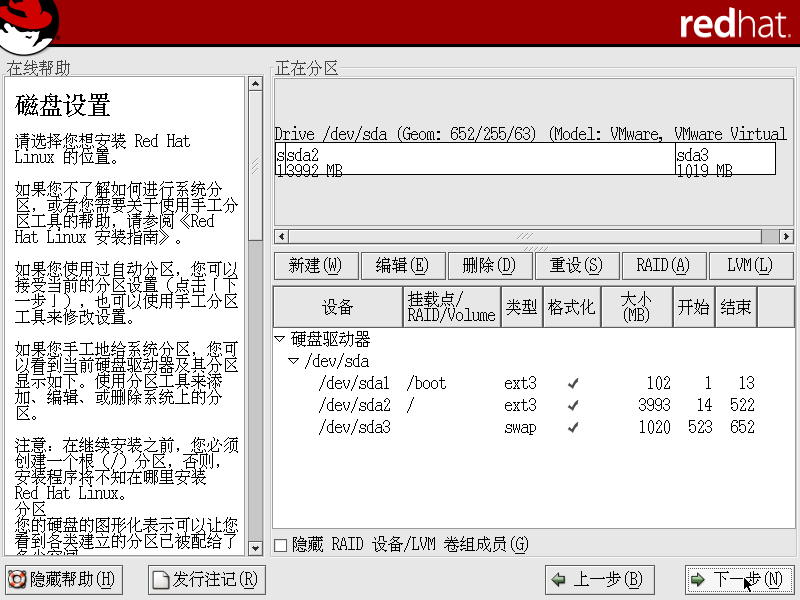 redhat.
在线帮助
磁盘设置
请选择您想安装 Red Hat
Linux 的位置。
如果您不了解如何进行系统分
区，或者您需要关于使用手工分
区工具的帮助，请参阅《Red
Hat Linux 安装指南》。
如果您使用过自动分区，您可以
接受当前的分区设置（点击「下
一步」），也可以使用手工分区
工具来修改设置。
如果您手工地给系统分区，您可
以看到当前硬盘驱动器及其分区
显示如下。使用分区工具来添
加、编辑、或删除系统上的分
区。
注意：在继续安装之前，您必须
创建一个根（/）分区，否则，
安装程序将不知在哪里安装
Red Hat Linux。
分区
您的硬盘的图形化表示可以让您
看到各类建立的分区已被配给了
正在分区
Drive /dev/sda (Geom: 652/255/63) (Model: VMware, VMware Virtual
s sda2 sda3
1 3992 MB 1019 MB
新建(W) 编辑(E) 删除(D) 重设(S) RAID(A) LVM(L)
设备 挂载点/RAID/Volume 类型 格式化 大小(MB) 开始 结束
硬盘驱动器
/dev/sda
/dev/sda1 /boot ext3 ✓ 102 1 13
/dev/sda2 / ext3 ✓ 3993 14 522
/dev/sda3 swap ✓ 1020 523 652
隐藏 RAID 设备/LVM 卷组成员(G)
隐藏帮助(H) 发行注记(R) 上一步(B) 下一步(N)